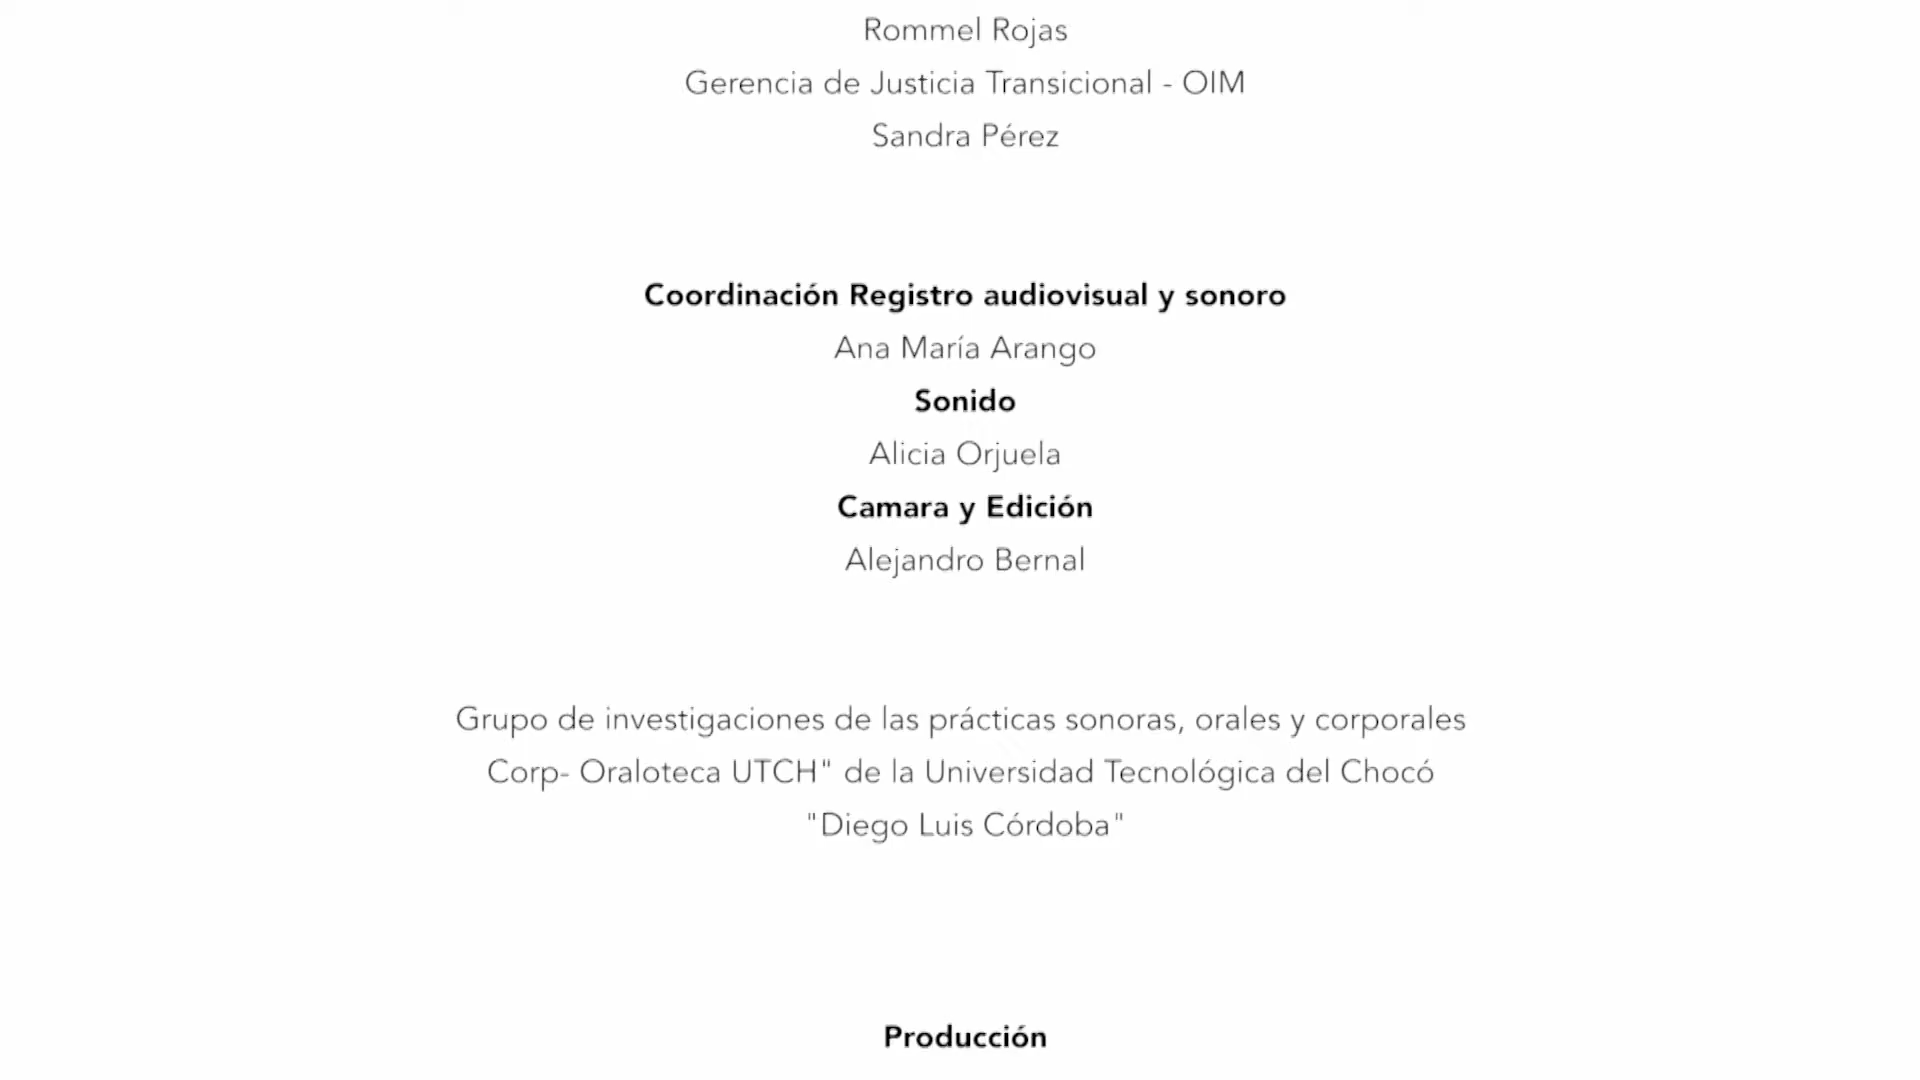 Rommel Rojas
Gerencia de Justicia Transicional - OIM
Sandra Pérez
Coordinación Registro audiovisual y sonoro
Ana María Arango
Sonido
Alicia Orjuela
Camara y Edición
Alejandro Bernal
Grupo de investigaciones de las prácticas sonoras, orales y corporales
Corp- Oraloteca UTCH" de la Universidad Tecnológica del Chocó
"Diego Luis Córdoba"
Producción